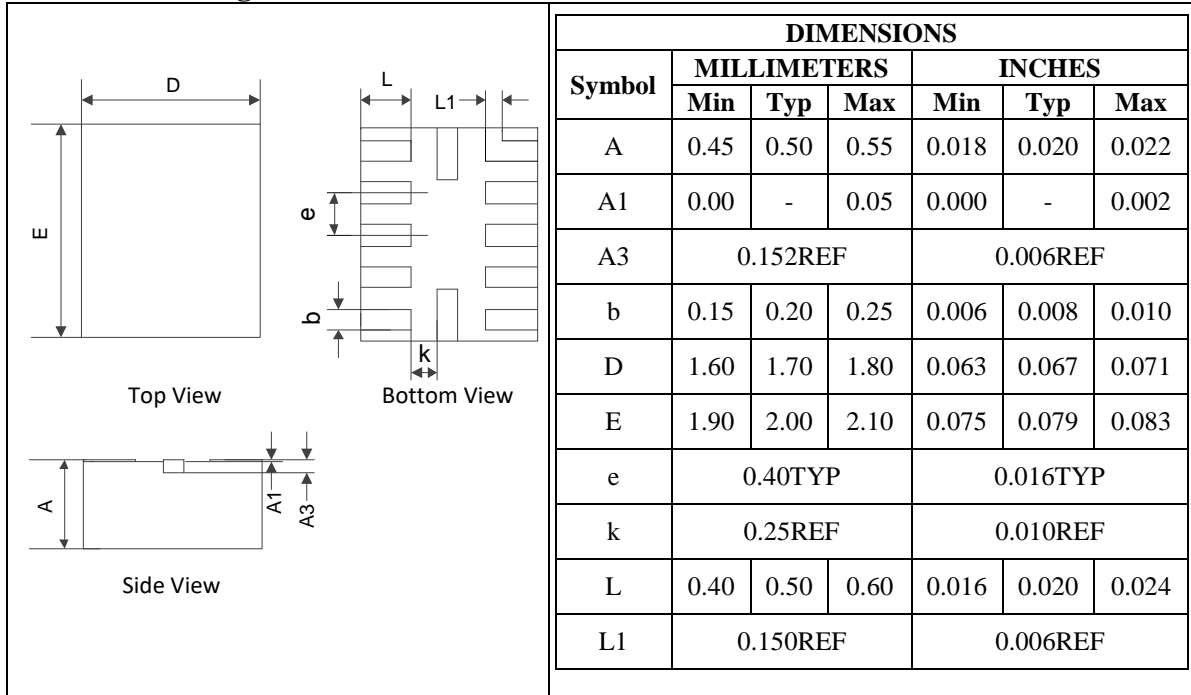 D
E
Top View
L
L1
e
b
k
Bottom View
A
A1
A3
Side View
DIMENSIONS
Symbol MILLIMETERS INCHES
Min Typ Max Min Typ Max
A 0.45 0.50 0.55 0.018 0.020 0.022
A1 0.00 - 0.05 0.000 - 0.002
A3 0.152REF 0.006REF
b 0.15 0.20 0.25 0.006 0.008 0.010
D 1.60 1.70 1.80 0.063 0.067 0.071
E 1.90 2.00 2.10 0.075 0.079 0.083
e 0.40TYP 0.016TYP
k 0.25REF 0.010REF
L 0.40 0.50 0.60 0.016 0.020 0.024
L1 0.150REF 0.006REF